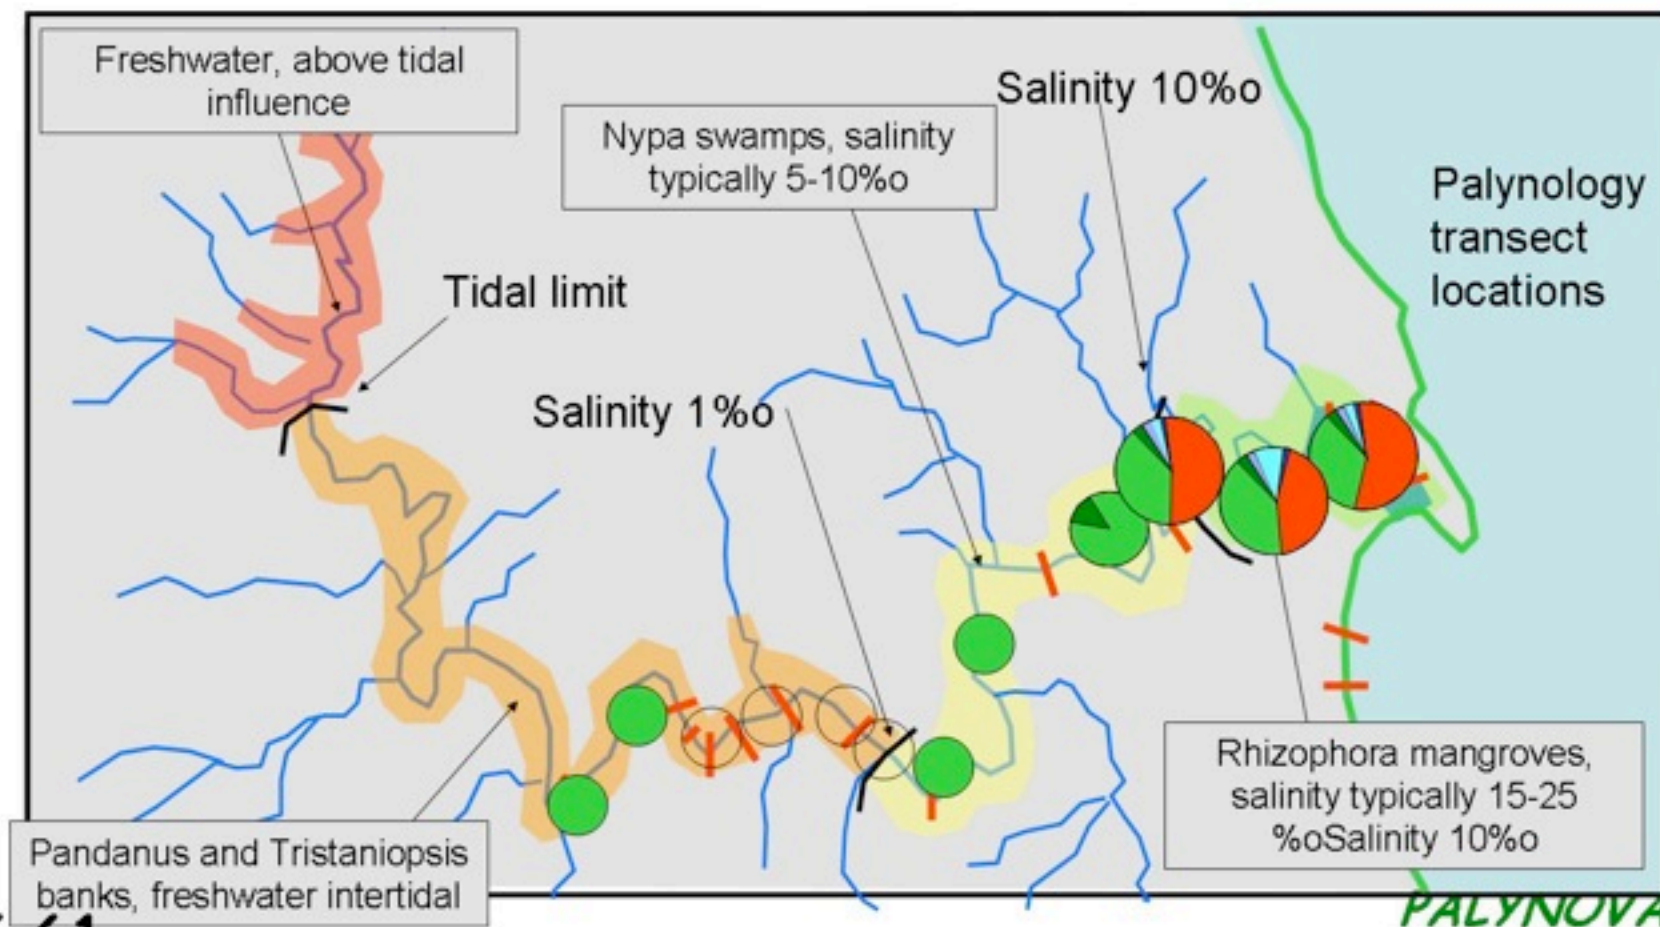 Freshwater, above tidal
influence
Salinity 10%o
Nypa swamps, salinity
typically 5-10%o
Palynology
transect
locations
Tidal limit
Salinity 1%o
Rhizophora mangroves,
salinity typically 15-25
%oSalinity 10%o
Pandanus and Tristaniopsis
banks, freshwater intertidal
PALYNOVA